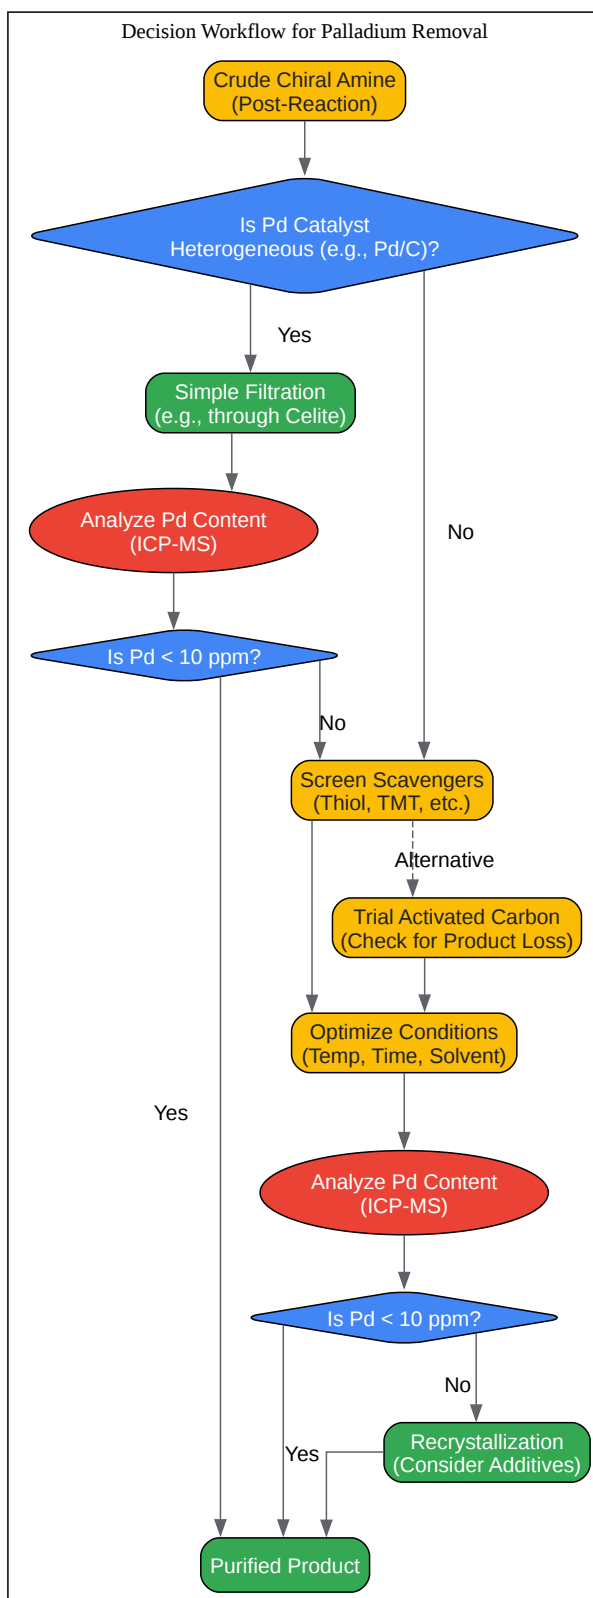 Decision Workflow for Palladium Removal
Crude Chiral Amine
(Post-Reaction)
Is Pd Catalyst
Heterogeneous (e.g., Pd/C)?
Yes
Simple Filtration
(e.g., through Celite)
Analyze Pd Content
(ICP-MS)
No
Is Pd < 10 ppm?
No
Screen Scavengers
(Thiol, TMT, etc.)
Alternative
Trial Activated Carbon
(Check for Product Loss)
Optimize Conditions
(Temp, Time, Solvent)
Yes
Analyze Pd Content
(ICP-MS)
Is Pd < 10 ppm?
No
Recrystallization
(Consider Additives)
Yes
Purified Product